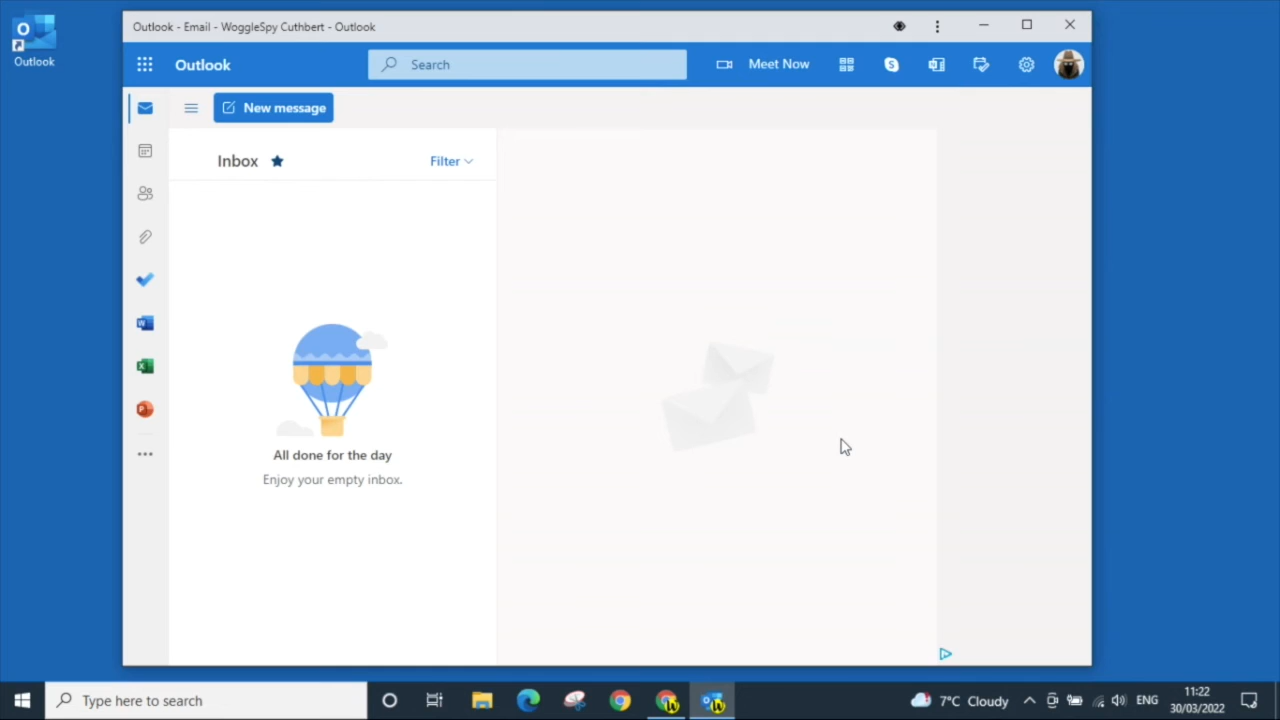 Outlook
Outlook - Email - WoggleSpy Cuthbert - Outlook
Outlook
Search
Meet Now
New message
Inbox
Filter
All done for the day
Enjoy your empty inbox.
Type here to search
7°C Cloudy
ENG
11:22
30/03/2022